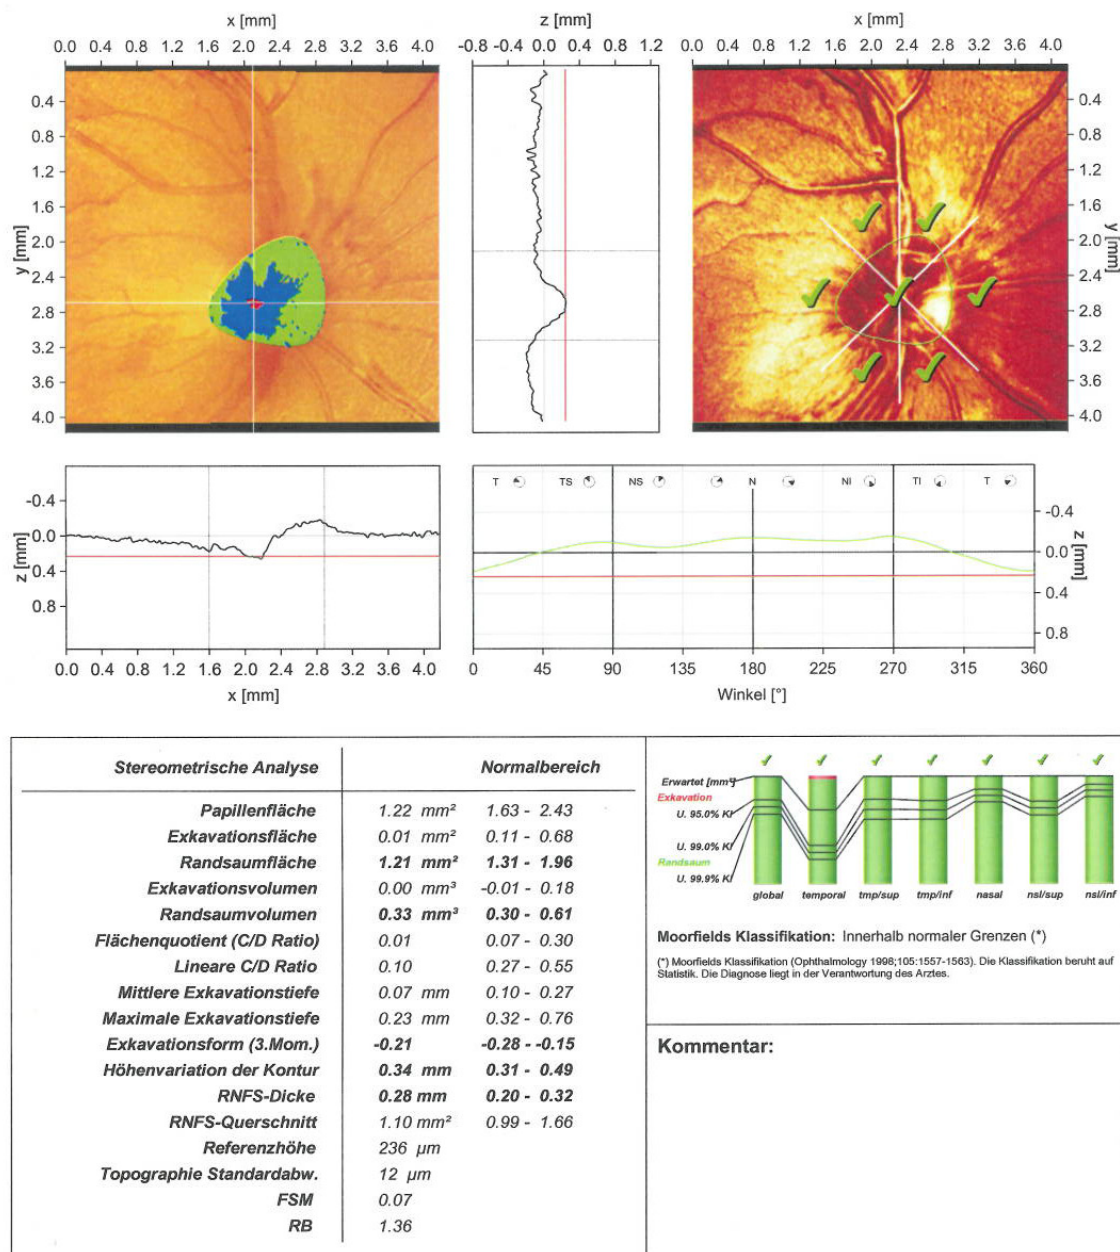 x [mm]
0.0 0.4 0.8 1.2 1.6 2.0 2.4 2.8 3.2 3.6 4.0
y [mm]
0.4
0.8
1.2
1.6
2.0
2.4
2.8
3.2
3.6
4.0
z [mm]
-0.8 -0.4 0.0 0.4 0.8 1.2
x [mm]
0.0 0.4 0.8 1.2 1.6 2.0 2.4 2.8 3.2 3.6 4.0
0.4
0.8
1.2
1.6
2.0
2.4
2.8
3.2
3.6
4.0
y [mm]
z [mm]
-0.4
0.0
0.4
0.8
0.0 0.4 0.8 1.2 1.6 2.0 2.4 2.8 3.2 3.6 4.0
x [mm]
T TS NS N NI TI T
-0.4
0.0
0.4
0.8
z [mm]
0 45 90 135 180 225 270 315 360
Winkel [°]
Stereometrische Analyse Normalbereich
Papillenfläche 1.22 mm² 1.63 - 2.43
Exkavationsfläche 0.01 mm² 0.11 - 0.68
Randsaumfläche 1.21 mm² 1.31 - 1.96
Exkavationsvolumen 0.00 mm³ -0.01 - 0.18
Randsaumvolumen 0.33 mm³ 0.30 - 0.61
Flächenquotient (C/D Ratio) 0.01 0.07 - 0.30
Lineare C/D Ratio 0.10 0.27 - 0.55
Mittlere Exkavationstiefe 0.07 mm 0.10 - 0.27
Maximale Exkavationstiefe 0.23 mm 0.32 - 0.76
Exkavationsform (3.Mom.) -0.21 -0.28 - -0.15
Höhenvariation der Kontur 0.34 mm 0.31 - 0.49
RNFS-Dicke 0.28 mm 0.20 - 0.32
RNFS-Querschnitt 1.10 mm² 0.99 - 1.66
Referenzhöhe 236 µm
Topographie Standardabw. 12 µm
FSM 0.07
RB 1.36
Erwartet [mm²]
Exkavation
U. 95.0% KI
U. 99.0% KI
Randsaum
U. 99.9% KI
global temporal tmp/sup tmp/inf nasal nsl/sup nsl/inf
Moorfields Klassifikation: Innerhalb normaler Grenzen (*)
(*) Moorfields Klassifikation (Ophthalmology 1998;105:1557-1563). Die Klassifikation beruht auf
Statistik. Die Diagnose liegt in der Verantwortung des Arztes.
Kommentar: